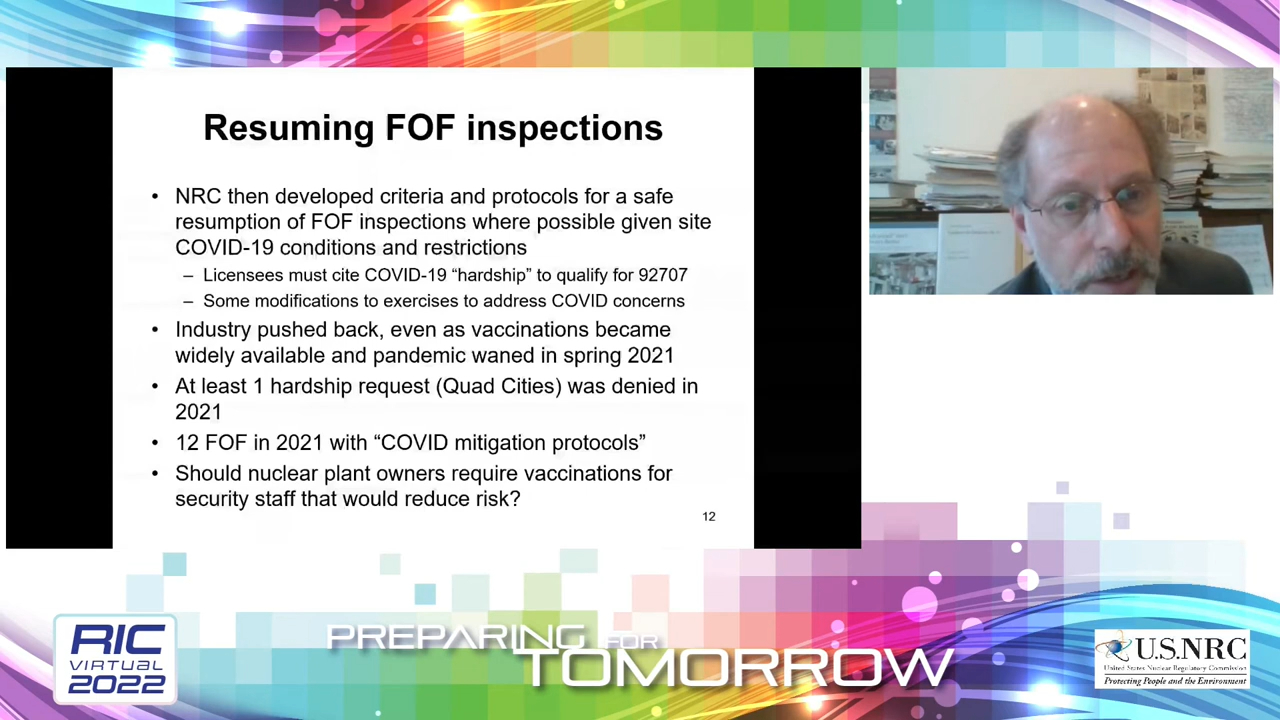 Resuming FOF inspections
• NRC then developed criteria and protocols for a safe
resumption of FOF inspections where possible given site
COVID-19 conditions and restrictions
– Licensees must cite COVID-19 “hardship” to qualify for 92707
– Some modifications to exercises to address COVID concerns
• Industry pushed back, even as vaccinations became
widely available and pandemic waned in spring 2021
• At least 1 hardship request (Quad Cities) was denied in
2021
• 12 FOF in 2021 with “COVID mitigation protocols”
• Should nuclear plant owners require vaccinations for
security staff that would reduce risk?
12
RIC
VIRTUAL
2022
PREPARING FOR
TOMORROW
U.S.NRC
United States Nuclear Regulatory Commission
Protecting People and the Environment